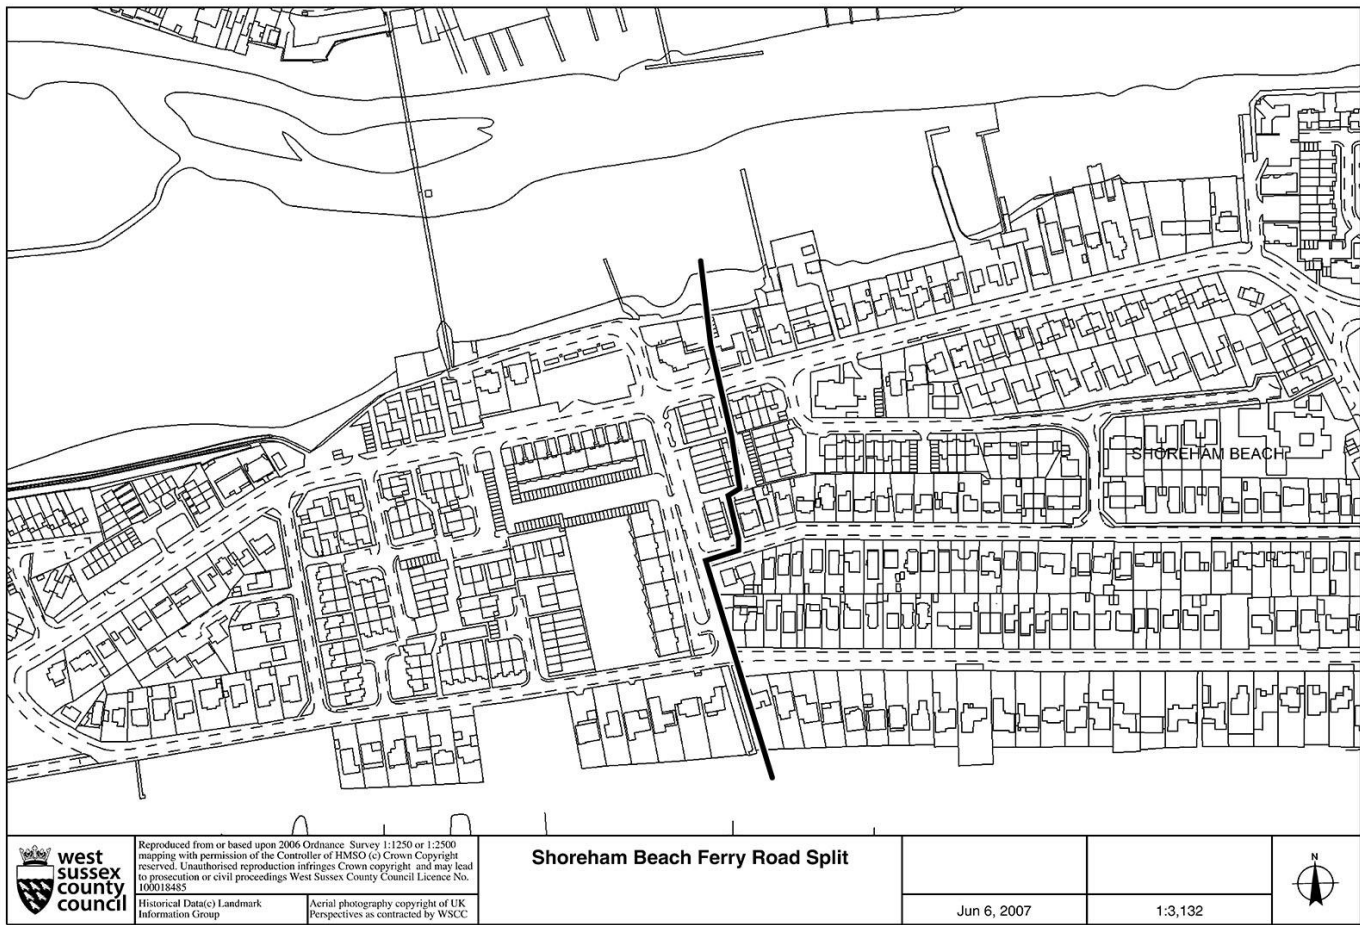 SHOREHAM BEACH
west
sussex
county
council
Reproduced from or based upon 2006 Ordnance Survey 1:1250 or 1:2500
mapping with permission of the Controller of HMSO (c) Crown Copyright
reserved. Unauthorised reproduction infringes Crown copyright and may lead
to prosecution or civil proceedings West Sussex County Council Licence No.
100018485
Historical Data(c) Landmark
Information Group
Aerial photography copyright of UK
Perspectives as contracted by WSCC
Shoreham Beach Ferry Road Split
Jun 6, 2007
1:3,132
N